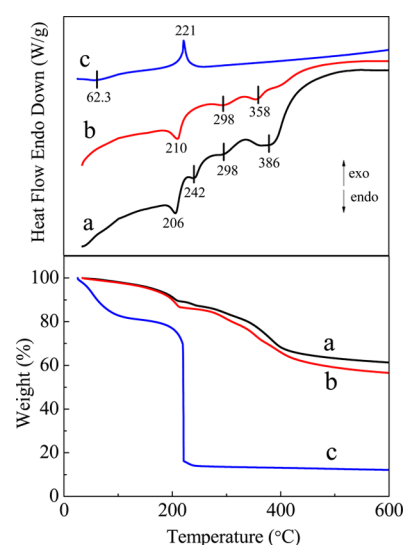 Heat Flow Endo Down (W/g)
221
c
62.3
298
358
b
210
298
386
exo
endo
242
a
206
100
80
60
40
20
0
Weight (%)
a
b
c
0
200
400
600
Temperature (°C)